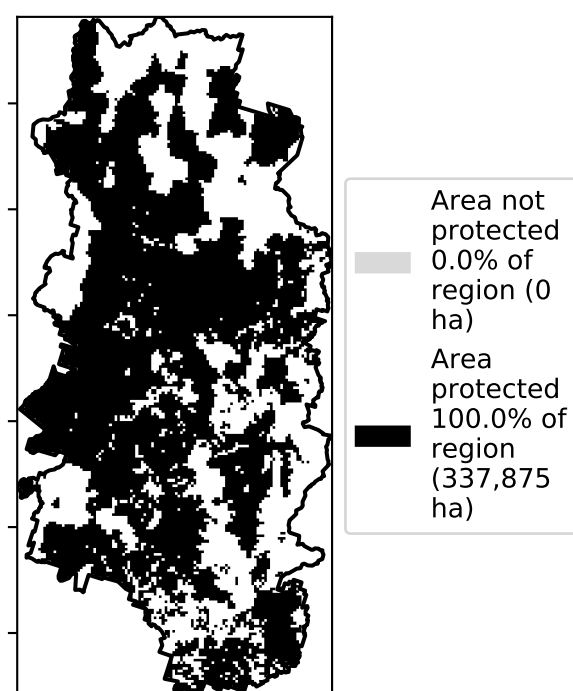 Area not
protected
0.0% of
region (0
ha)
Area
protected
100.0% of
region
(337,875
ha)